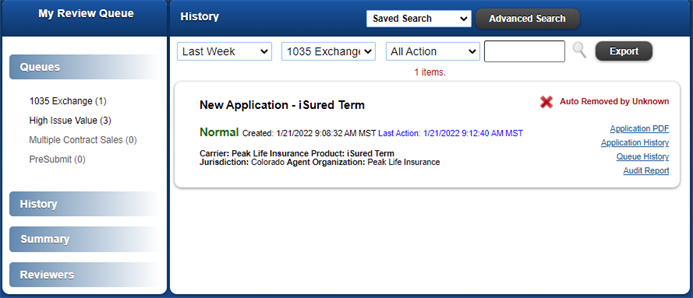 My Review Queue
Queues
1035 Exchange (1)
High Issue Value (3)
Multiple Contract Sales (0)
PreSubmit (0)
History
Summary
Reviewers
History
Saved Search
Advanced Search
Last Week
1035 Exchange
All Action
Export
1 items.
New Application - iSured Term
Auto Removed by Unknown
Normal Created: 1/21/2022 9:08:32 AM MST Last Action: 1/21/2022 9:12:40 AM MST
Carrier: Peak Life Insurance Product: iSured Term
Jurisdiction: Colorado Agent Organization: Peak Life Insurance
Application PDF
Application History
Queue History
Audit Report